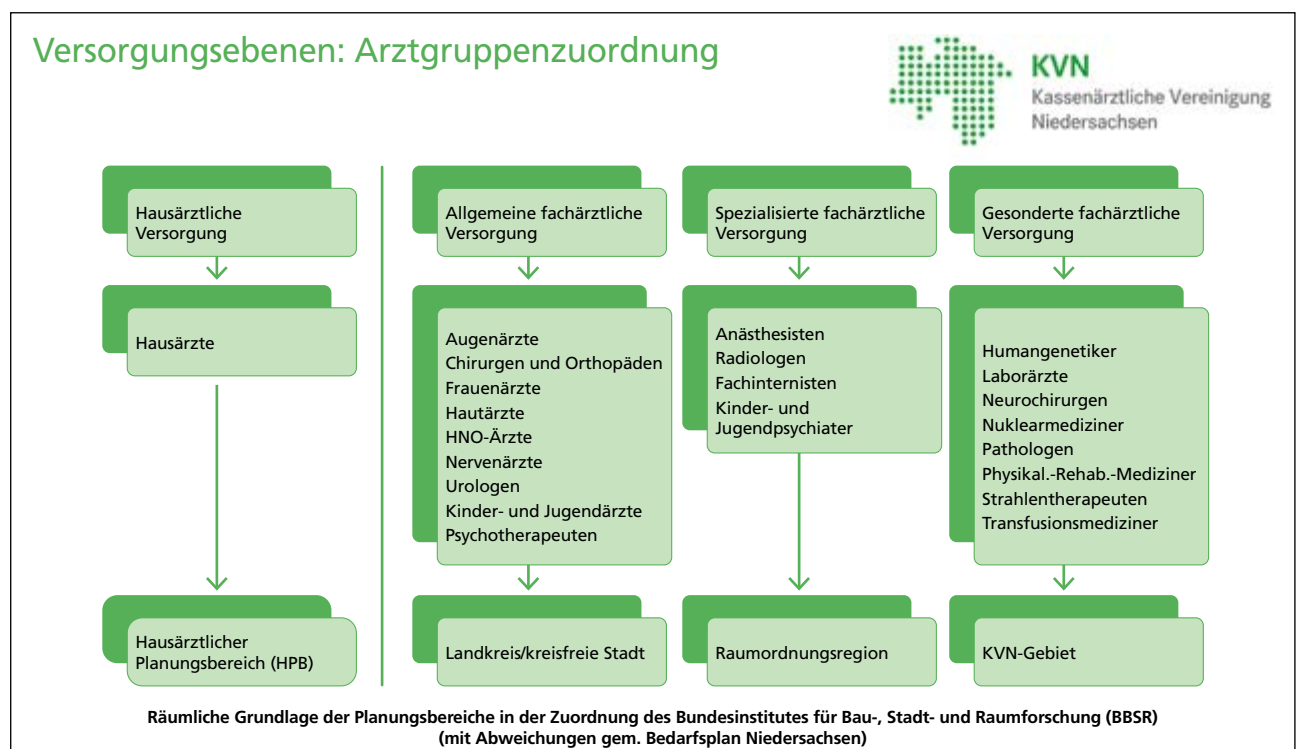 Versorgungsebenen: Arztgruppenzuordnung
KVN
Kassenärztliche Vereinigung
Niedersachsen
Hausärztliche
Versorgung
Hausärzte
Hausärztlicher
Planungsbereich (HPB)
Allgemeine fachärztliche
Versorgung
Augenärzte
Chirurgen und Orthopäden
Frauenärzte
Hautärzte
HNO-Ärzte
Nervenärzte
Urologen
Kinder- und Jugendärzte
Psychotherapeuten
Landkreis/kreisfreie Stadt
Spezialisierte fachärztliche
Versorgung
Anästhesisten
Radiologen
Fachinternisten
Kinder- und
Jugendpsychiater
Raumordnungsregion
Gesonderte fachärztliche
Versorgung
Humangenetiker
Laborärzte
Neurochirurgen
Nuklearmediziner
Pathologen
Physikal.-Rehab.-Mediziner
Strahlentherapeuten
Transfusionsmediziner
KVN-Gebiet
Räumliche Grundlage der Planungsbereiche in der Zuordnung des Bundesinstitutes für Bau-, Stadt- und Raumforschung (BBSR)
(mit Abweichungen gem. Bedarfsplan Niedersachsen)